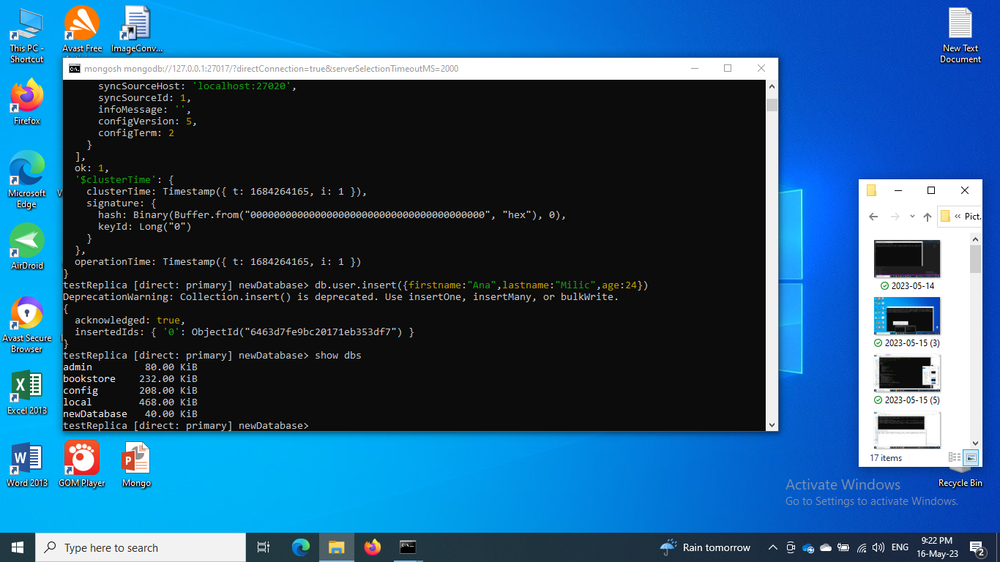 This PC - Shortcut
Avast Free
ImageConv...
New Text Document
Firefox
Microsoft Edge
V
AirDroid
Avast Secure Browser
Excel 2013
Word 2013
GOM Player
Mongo
mongosh mongodb://127.0.0.1:27017/?directConnection=true&serverSelectionTimeoutMS=2000
syncSourceHost: 'localhost:27020',
syncSourceId: 1,
infoMessage: '',
configVersion: 5,
configTerm: 2
}
],
ok: 1,
'$clusterTime': {
clusterTime: Timestamp({ t: 1684264165, i: 1 }),
signature: {
hash: Binary(Buffer.from("0000000000000000000000000000000000000000", "hex"), 0),
keyId: Long("0")
}
},
operationTime: Timestamp({ t: 1684264165, i: 1 })
}
testReplica [direct: primary] newDatabase> db.user.insert({firstname:"Ana",lastname:"Milic",age:24})
DeprecationWarning: Collection.insert() is deprecated. Use insertOne, insertMany, or bulkWrite.
{
acknowledged: true,
insertedIds: { '0': ObjectId("6463d7fe9bc20171eb353df7") }
}
testReplica [direct: primary] newDatabase> show dbs
admin 80.00 KiB
bookstore 232.00 KiB
config 208.00 KiB
local 468.00 KiB
newDatabase 40.00 KiB
testReplica [direct: primary] newDatabase>
« Pict.
2023-05-14
2023-05-15 (3)
2023-05-15 (5)
17 items
Recycle Bin
Activate Windows
Go to Settings to activate Windows.
Type here to search
Rain tomorrow
ENG
9:22 PM
16-May-23
2